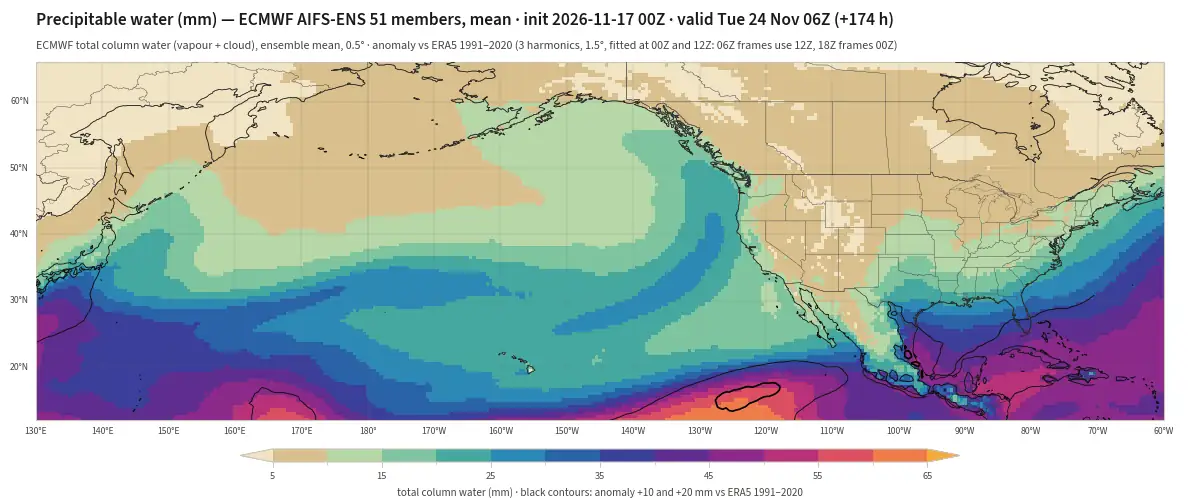 Precipitable water (mm) — ECMWF AIFS-ENS 51 members, mean · init 2026-11-17 00Z · valid Tue 24 Nov 06Z (+174 h)
ECMWF total column water (vapour + cloud), ensemble mean, 0.5° · anomaly vs ERA5 1991–2020 (3 harmonics, 1.5°, fitted at 00Z and 12Z: 06Z frames use 12Z, 18Z frames 00Z)
60°N
50°N
40°N
30°N
20°N
130°E 140°E 150°E 160°E 170°E 180° 170°W 160°W 150°W 140°W 130°W 120°W 110°W 100°W 90°W 80°W 70°W 60°W
5 15 25 35 45 55 65
total column water (mm) · black contours: anomaly +10 and +20 mm vs ERA5 1991–2020